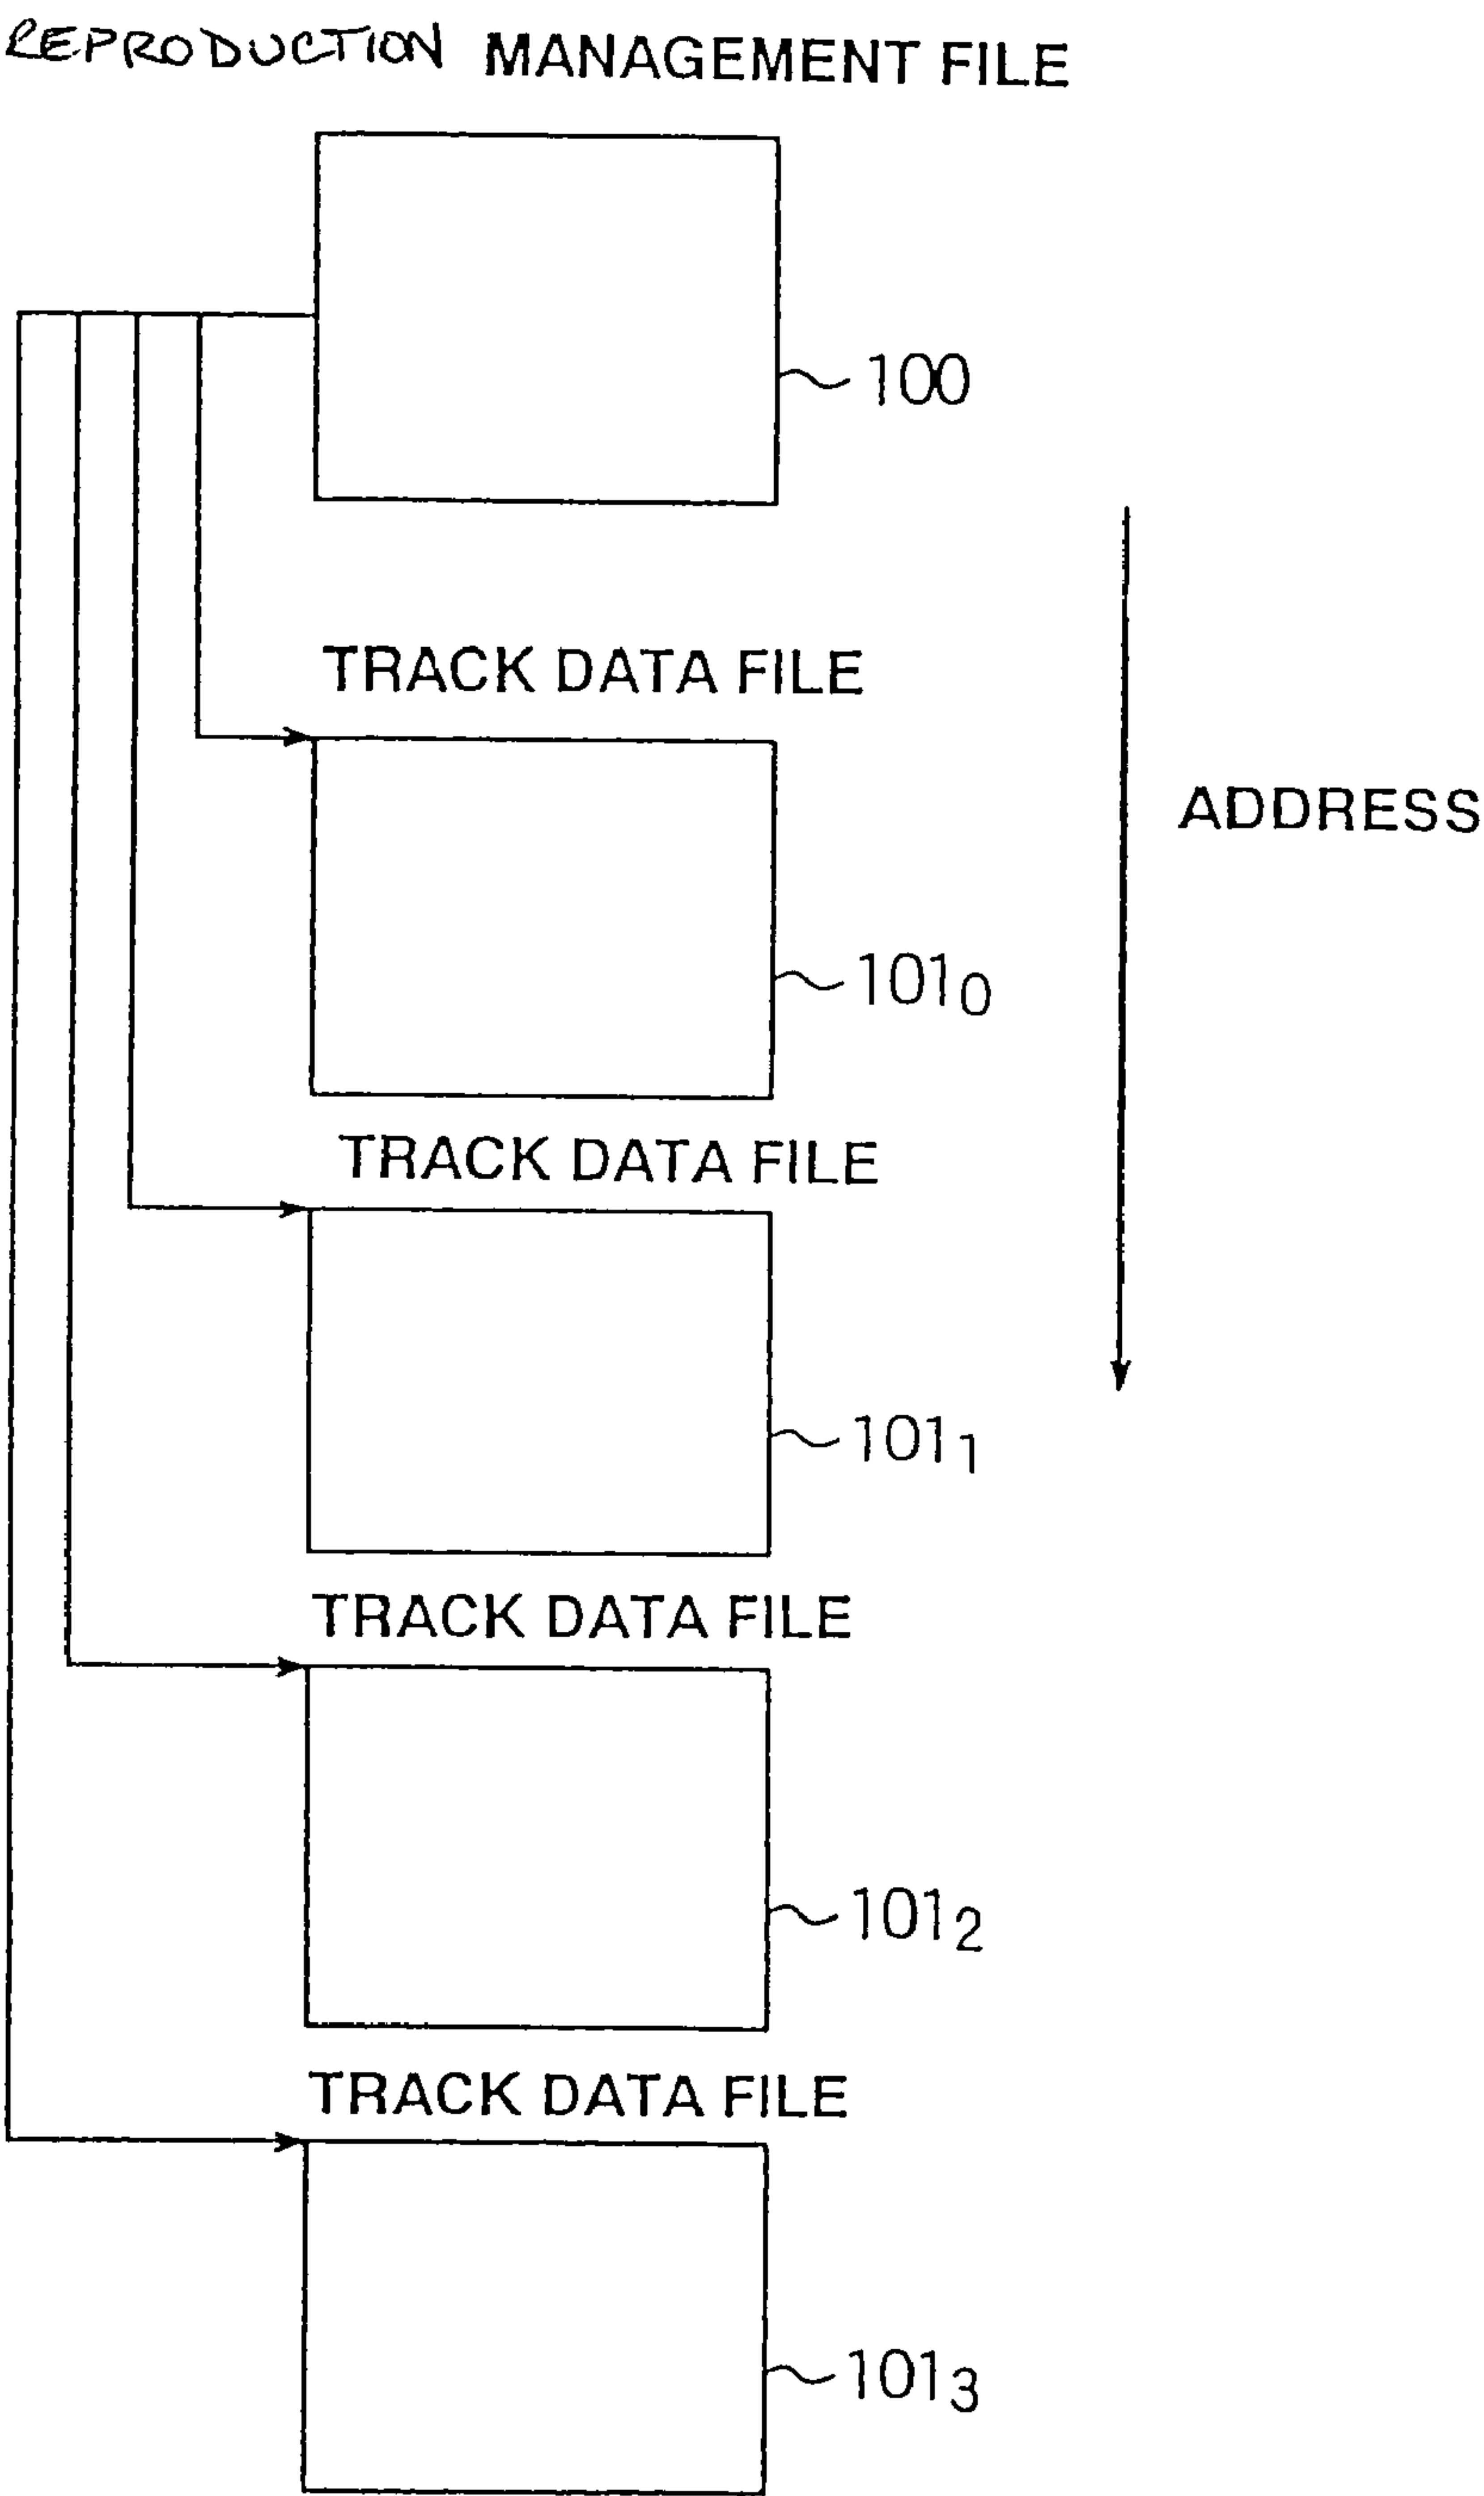 REPRODUCTION MANAGEMENT FILE
100
TRACK DATA FILE
ADDRESS
101₀
TRACK DATA FILE
101₁
TRACK DATA FILE
101₂
TRACK DATA FILE
101₃